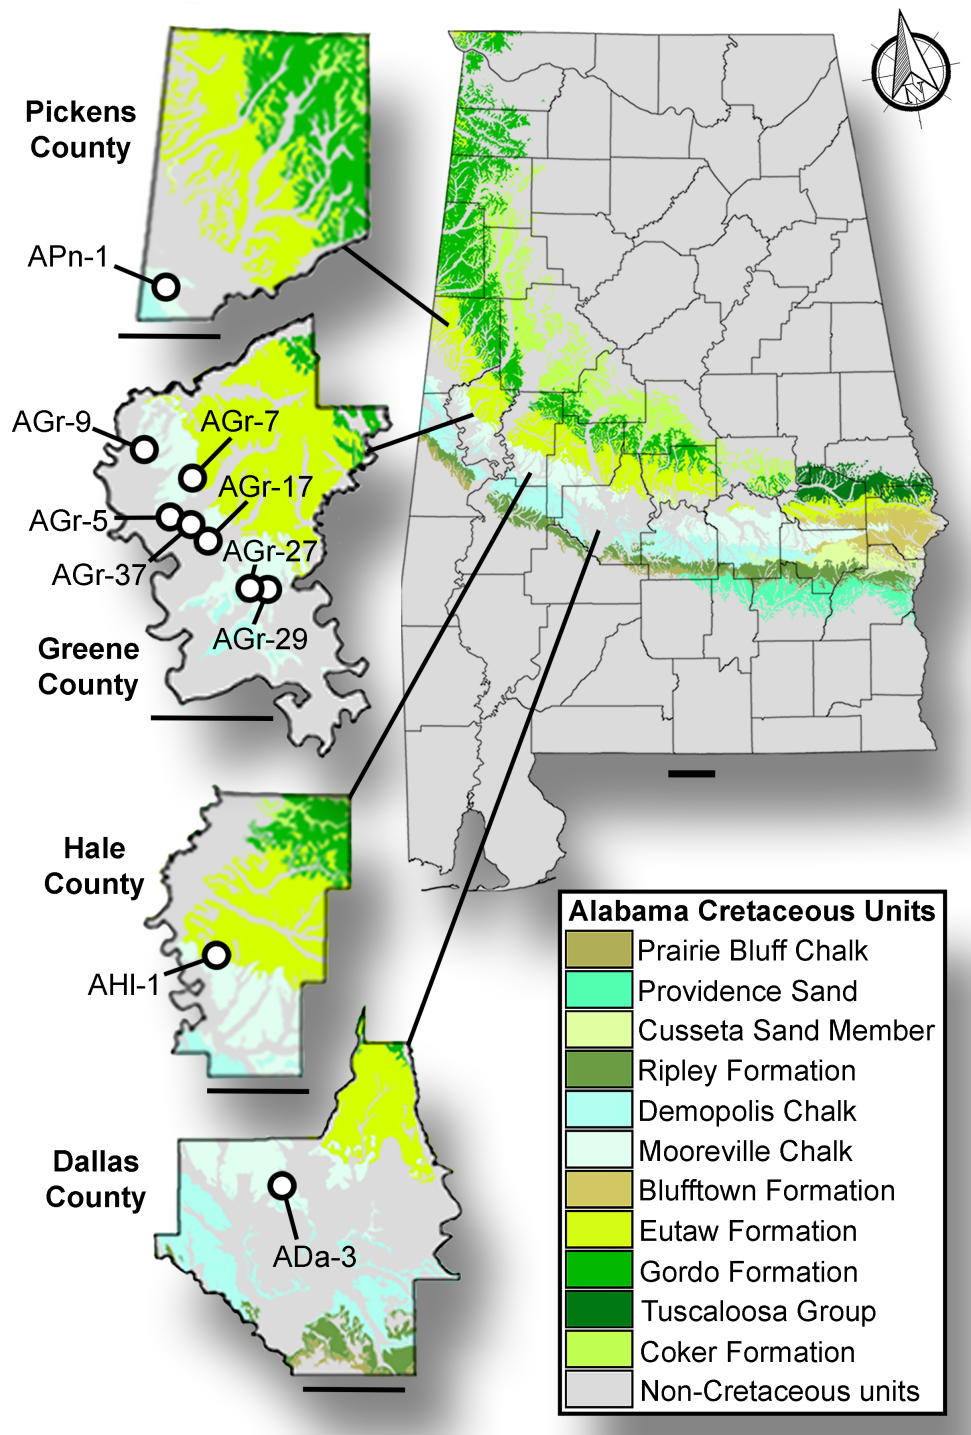 N
Pickens
County
APn-1
AGr-9
AGr-7
AGr-17
AGr-5
AGr-27
AGr-37
AGr-29
Greene
County
Hale
County
AHl-1
Dallas
County
ADa-3
Alabama Cretaceous Units
Prairie Bluff Chalk
Providence Sand
Cusseta Sand Member
Ripley Formation
Demopolis Chalk
Mooreville Chalk
Blufftown Formation
Eutaw Formation
Gordo Formation
Tuscaloosa Group
Coker Formation
Non-Cretaceous units